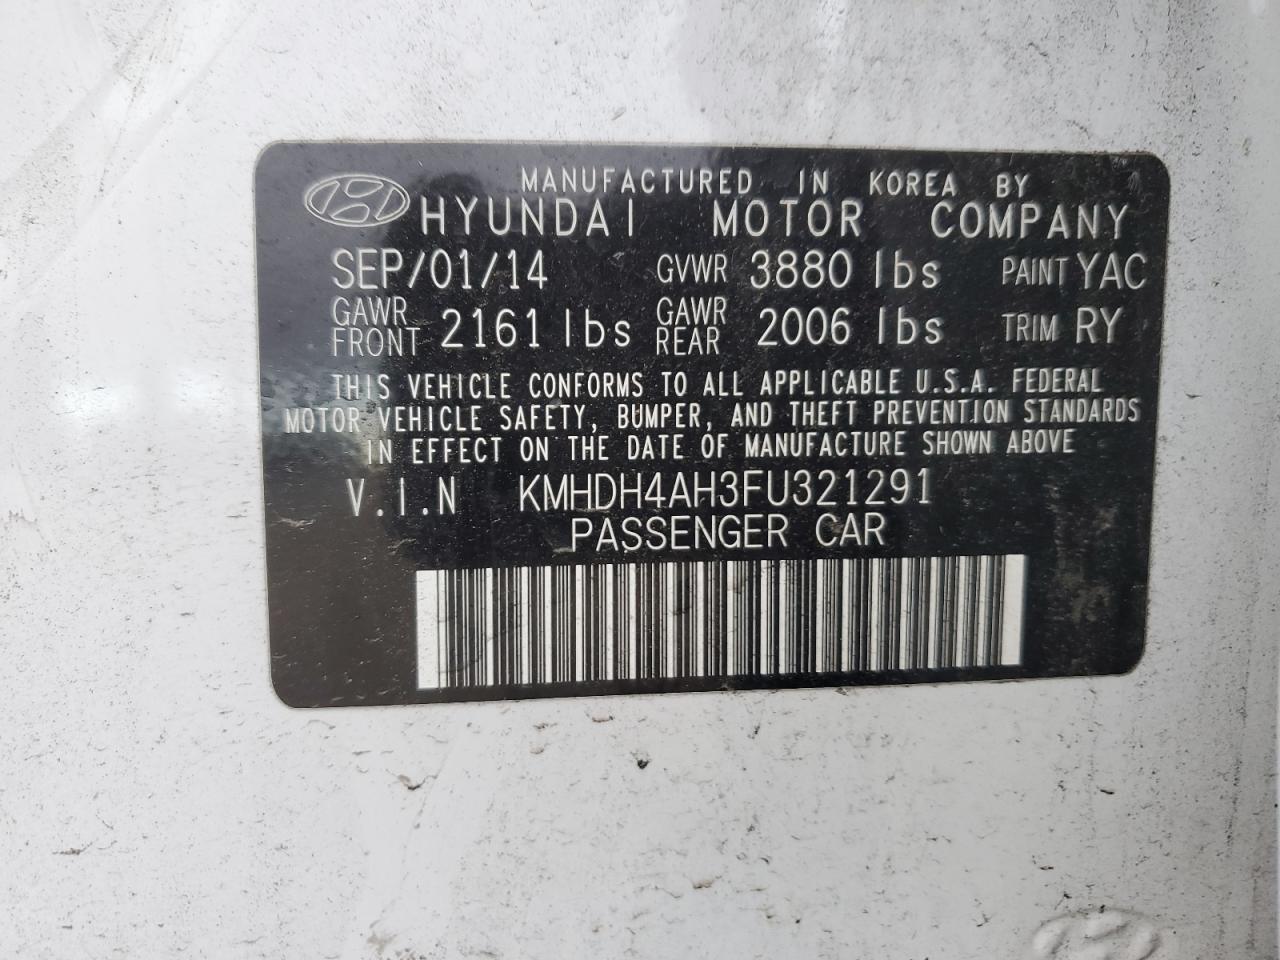 MANUFACTURED IN KOREA BY
HYUNDAI MOTOR COMPANY
SEP/01/14 GVWR 3880 lbs PAINT YAC
GAWR FRONT 2161 lbs GAWR REAR 2006 lbs TRIM RY
THIS VEHICLE CONFORMS TO ALL APPLICABLE U.S.A. FEDERAL
MOTOR VEHICLE SAFETY, BUMPER, AND THEFT PREVENTION STANDARDS
IN EFFECT ON THE DATE OF MANUFACTURE SHOWN ABOVE
V.I.N KMHDH4AH3FU321291
PASSENGER CAR